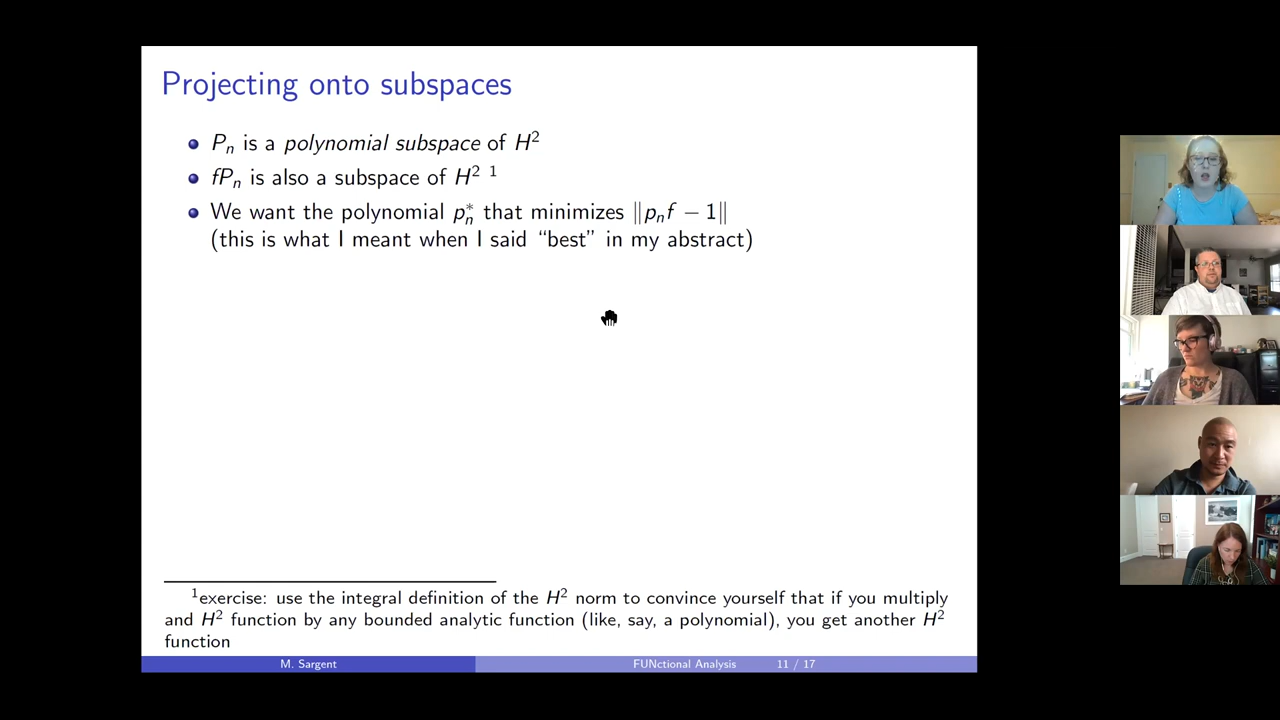 Projecting onto subspaces
Pₙ is a polynomial subspace of H²
fPₙ is also a subspace of H² ¹
We want the polynomial pₙ* that minimizes ‖pₙf − 1‖
(this is what I meant when I said “best” in my abstract)
¹exercise: use the integral definition of the H² norm to convince yourself that if you multiply
and H² function by any bounded analytic function (like, say, a polynomial), you get another H²
function
M. Sargent FUNctional Analysis 11 / 17